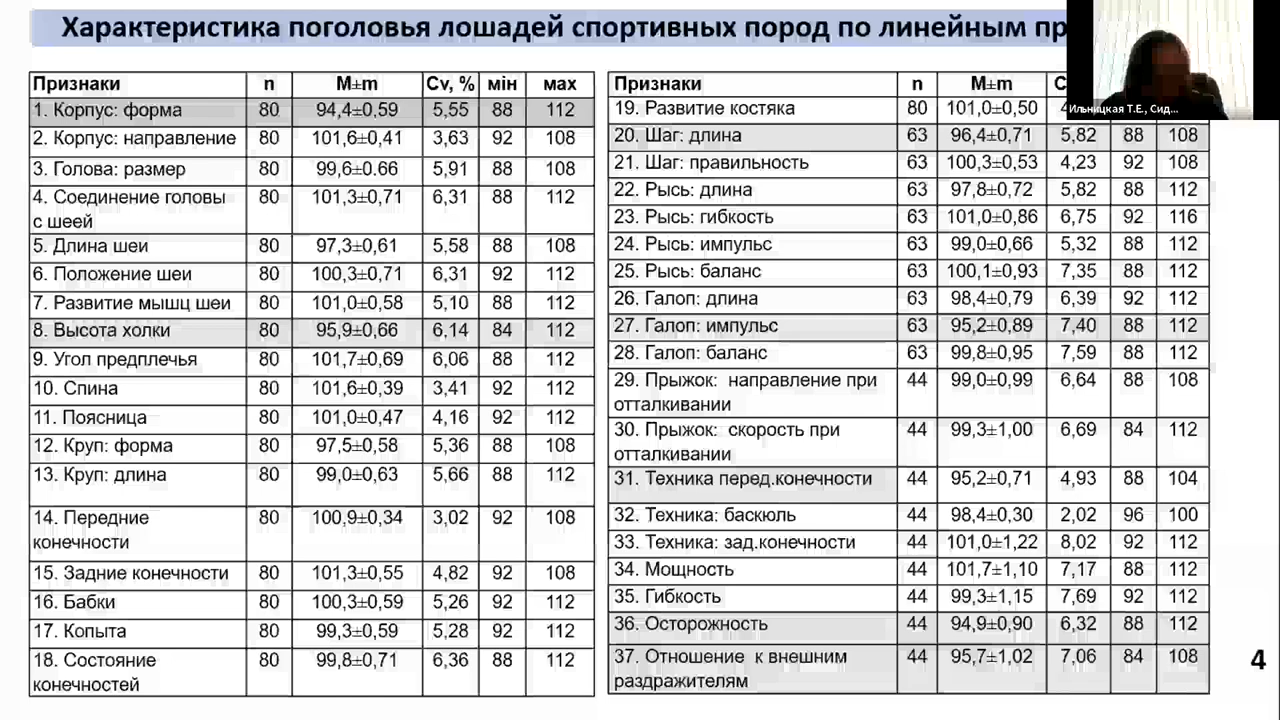 Характеристика поголовья лошадей спортивных пород по линейным пр
Признаки n M±m Cv, % мін мах
1. Корпус: форма 80 94,4±0,59 5,55 88 112
2. Корпус: направление 80 101,6±0,41 3,63 92 108
3. Голова: размер 80 99,6±0.66 5,91 88 108
4. Соединение головы 80 101,3±0,71 6,31 88 112
с шеей
5. Длина шеи 80 97,3±0,61 5,58 88 108
6. Положение шеи 80 100,3±0,71 6,31 92 112
7. Развитие мышц шеи 80 101,0±0,58 5,10 88 112
8. Высота холки 80 95,9±0,66 6,14 84 112
9. Угол предплечья 80 101,7±0,69 6,06 88 112
10. Спина 80 101,6±0,39 3,41 92 112
11. Поясница 80 101,0±0,47 4,16 92 112
12. Круп: форма 80 97,5±0,58 5,36 88 108
13. Круп: длина 80 99,0±0,63 5,66 88 112
14. Передние 80 100,9±0,34 3,02 92 108
конечности
15. Задние конечности 80 101,3±0,55 4,82 92 108
16. Бабки 80 100,3±0,59 5,26 92 112
17. Копыта 80 99,3±0,59 5,28 92 112
18. Состояние 80 99,8±0,71 6,36 88 112
конечностей
Признаки n M±m
19. Развитие костяка 80 101,0±0,50
20. Шаг: длина 63 96,4±0,71 5,82 88 108
21. Шаг: правильность 63 100,3±0,53 4,23 92 108
22. Рысь: длина 63 97,8±0,72 5,82 88 112
23. Рысь: гибкость 63 101,0±0,86 6,75 92 116
24. Рысь: импульс 63 99,0±0,66 5,32 88 112
25. Рысь: баланс 63 100,1±0,93 7,35 88 112
26. Галоп: длина 63 98,4±0,79 6,39 92 112
27. Галоп: импульс 63 95,2±0,89 7,40 88 112
28. Галоп: баланс 63 99,8±0,95 7,59 88 112
29. Прыжок: направление при 44 99,0±0,99 6,64 88 108
отталкивании
30. Прыжок: скорость при 44 99,3±1,00 6,69 84 112
отталкивании
31. Техника перед.конечности 44 95,2±0,71 4,93 88 104
32. Техника: баскюль 44 98,4±0,30 2,02 96 100
33. Техника: зад.конечности 44 101,0±1,22 8,02 92 112
34. Мощность 44 101,7±1,10 7,17 88 112
35. Гибкость 44 99,3±1,15 7,69 92 112
36. Осторожность 44 94,9±0,90 6,32 88 112
37. Отношение к внешним 44 95,7±1,02 7,06 84 108
раздражителям
Ильницкая Т.Е., Сид...
4